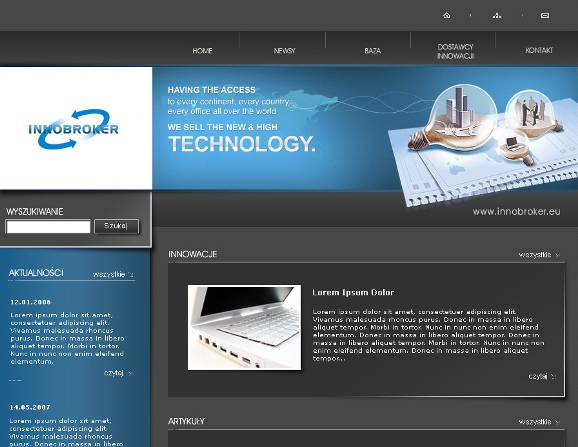 HOME
NEWSY
BAZA
DOSTAWCY
INNOWACJI
KONTAKT
INNOBROKER
HAVING THE ACCESS
to every continent, every country,
every office all over the world
WE SELL THE NEW & HIGH
TECHNOLOGY.
www.innobroker.eu
WYSZUKIWANIE
Szukaj
AKTUALNOŚCI
wszystkie
12.01.2006
Lorem ipsum dolor sit amet,
consectetuer adipiscing elit.
Vivamus malesuada rhoncus
purus. Donec in massa in libero
aliquet tempor. Morbi in tortor.
Nunc in nunc non enim eleifend
elementum.
czytaj
14.05.2007
Lorem ipsum dolor sit amet,
consectetuer adipiscing elit.
Vivamus malesuada rhoncus
purus. Donec in massa in libero
INNOWACJE
wszystkie
Lorem Ipsum Dolor
Lorem ipsum dolor sit amet, consectetuer adipiscing elit.
Vivamus malesuada rhoncus purus. Donec in massa in libero
aliquet tempor. Morbi in tortor. Nunc in nunc non enim eleifend
elementum. Donec in massa in libero aliquet tempor. Donec in
massa in libero aliquet tempor. Morbi in tortor. Nunc in nunc
non enim eleifend elementum. Donec in massa in libero aliquet
tempor...
czytaj
ARTYKUŁY
wszystkie